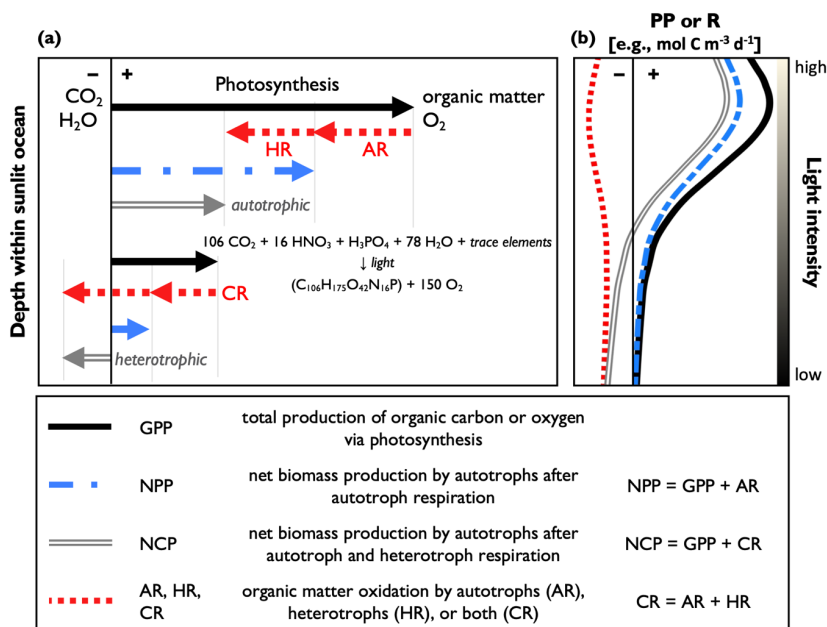 (a)
− +
Photosynthesis
CO2
H2O
organic matter
O2
HR
AR
autotrophic
106 CO2 + 16 HNO3 + H3PO4 + 78 H2O + trace elements
↓ light
(C106H175O42N16P) + 150 O2
CR
heterotrophic
Depth within sunlit ocean
PP or R
(b) [e.g., mol C m-3 d-1]
− +
high
Light intensity
low
GPP
total production of organic carbon or oxygen
via photosynthesis
NPP
net biomass production by autotrophs after
autotroph respiration
NPP = GPP + AR
NCP
net biomass production by autotrophs after
autotroph and heterotroph respiration
NCP = GPP + CR
AR, HR,
CR
organic matter oxidation by autotrophs (AR),
heterotrophs (HR), or both (CR)
CR = AR + HR